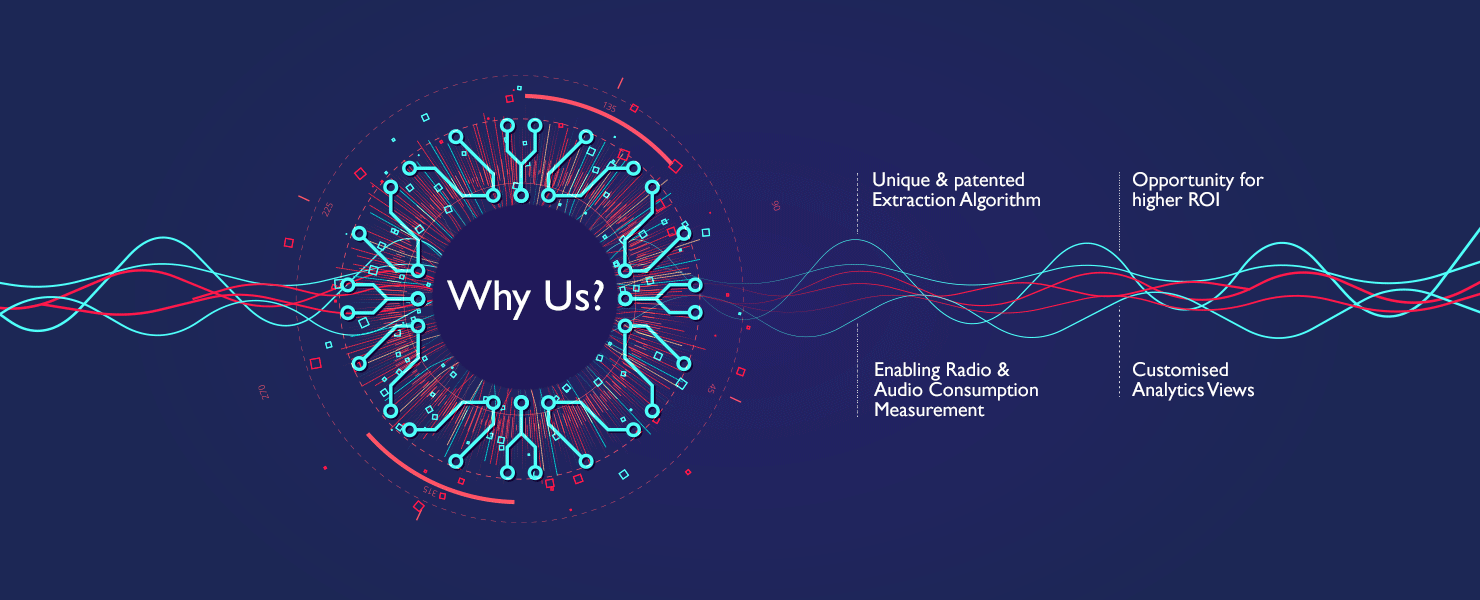 135
225
90
Unique & patented
Extraction Algorithm
Opportunity for
higher ROI
Why Us?
Enabling Radio &
Audio Consumption
Measurement
Customised
Analytics Views
270
45
315